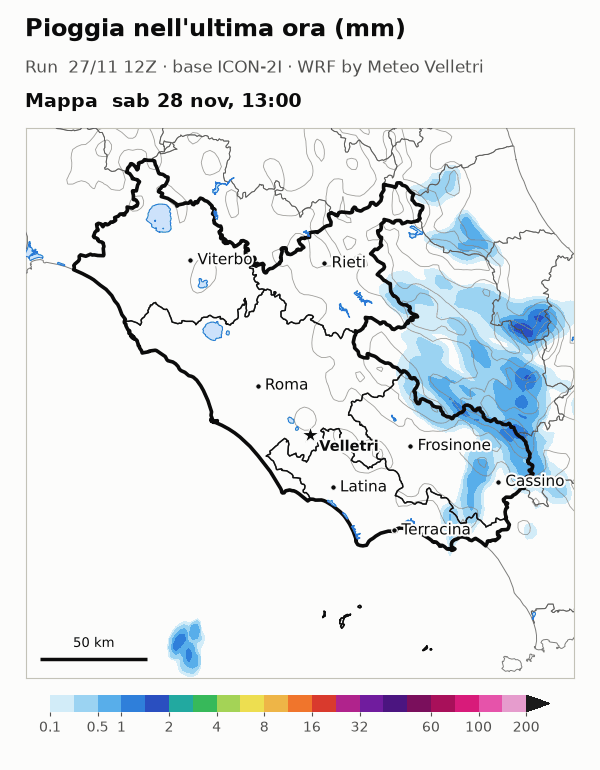 Pioggia nell'ultima ora (mm)
Run  27/11 12Z · base ICON-2I · WRF by Meteo Velletri
Mappa  sab 28 nov, 13:00
Viterbo
Rieti
Roma
Velletri
Frosinone
Latina
Cassino
Terracina
50 km
0.1 0.5 1 2 4 8 16 32 60 100 200